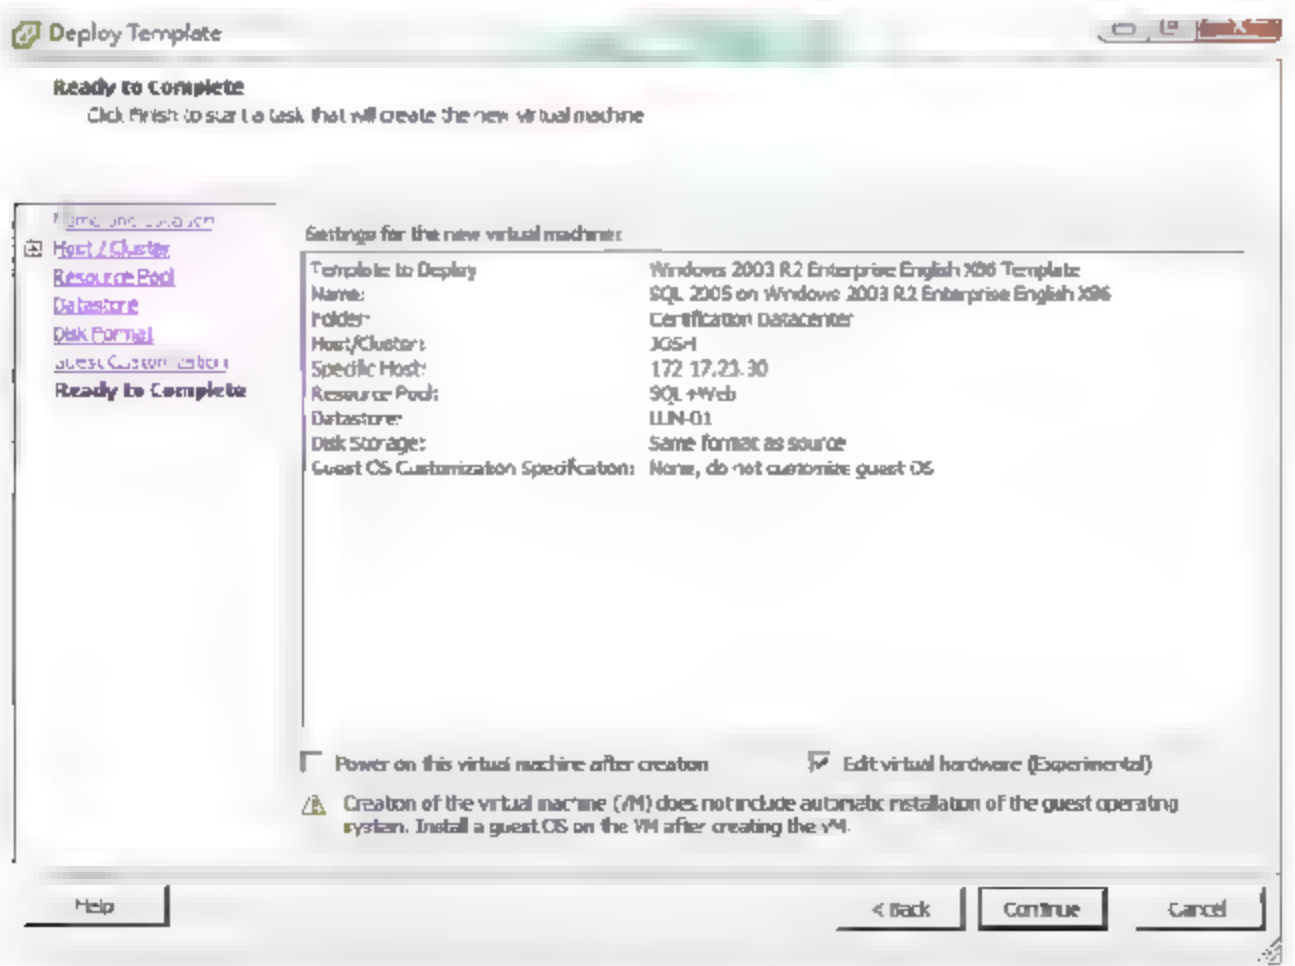 Deploy Template
Ready to Complete
Click Finish to start a task that will create the new virtual machine
Name and Location
Host / Cluster
Resource Pool
Datastore
Disk Format
Guest Customization
Ready to Complete
Settings for the new virtual machine:
Template to Deploy Windows 2003 R2 Enterprise English X86 Template
Name: SQL 2005 on Windows 2003 R2 Enterprise English X86
Folder: Certification Datacenter
Host/Cluster:
Specific Host: 172.17.23.30
Resource Pool: SQL+Web
Datastore: LUN-01
Disk Storage: Same format as source
Guest OS Customization Specification: None, do not customize guest OS
Power on this virtual machine after creation
Edit virtual hardware (Experimental)
Creation of the virtual machine (VM) does not include automatic installation of the guest operating
system. Install a guest OS on the VM after creating the VM.
Help
< Back
Continue
Cancel